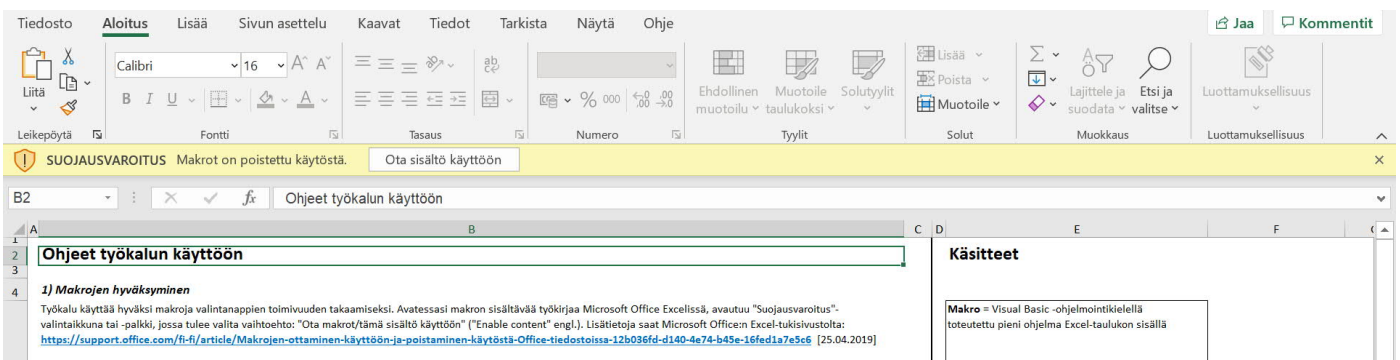 Tiedosto Aloitus Lisää Sivun asettelu Kaavat Tiedot Tarkista Näytä Ohje Jaa Kommentit
Liitä
Calibri 16 A^ A˅
B I U A ab % 000 ,00 ,00
Ehdollinen muotoilu
Muotoile taulukoksi
Solutyylit
Lisää
Poista
Muotoile
Lajittele ja suodata
Etsi ja valitse
Luottamuksellisuus
Leikepöytä Fontti Tasaus Numero Tyylit Solut Muokkaus Luottamuksellisuus
SUOJAUSVAROITUS Makrot on poistettu käytöstä. Ota sisältö käyttöön
B2 fx Ohjeet työkalun käyttöön
A B C D E F
1
2 Ohjeet työkalun käyttöön Käsitteet
3
4 1) Makrojen hyväksyminen
Työkalu käyttää hyväksi makroja valintanappien toimivuuden takaamiseksi. Avatessasi makron sisältävää työkirjaa Microsoft Office Excelissä, avautuu "Suojausvaroitus"-
valintaikkuna tai -palkki, jossa tulee valita vaihtoehto: "Ota makrot/tämä sisältö käyttöön" ("Enable content" engl.). Lisätietoja saat Microsoft Office:n Excel-tukisivustolta:
https://support.office.com/fi-fi/article/Makrojen-ottaminen-käyttöön-ja-poistaminen-käytöstä-Office-tiedostoissa-12b036fd-d140-4e74-b45e-16fed1a7e5c6 [25.04.2019]
Makro = Visual Basic -ohjelmointikielellä
toteutettu pieni ohjelma Excel-taulukon sisällä